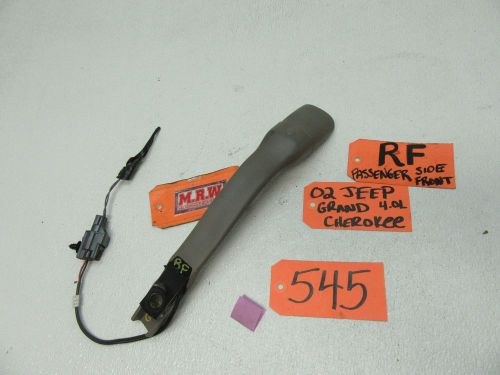 RF
PASSENGER SIDE
FRONT
M.R.W
02 JEEP
GRAND 4.0L
CHEROKEE
RF
545